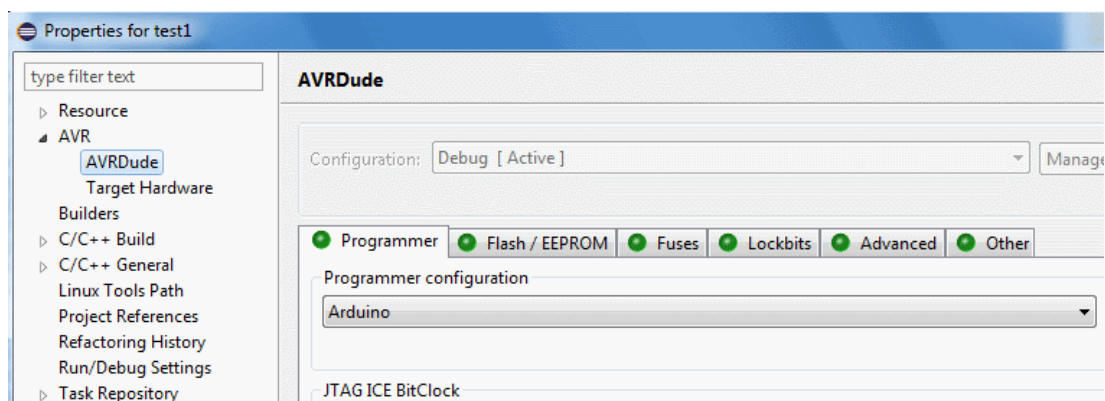 Properties for test1
type filter text
Resource
AVR
AVRDude
Target Hardware
Builders
C/C++ Build
C/C++ General
Linux Tools Path
Project References
Refactoring History
Run/Debug Settings
Task Repository
AVRDude
Configuration: Debug [ Active ] Manage
Programmer Flash / EEPROM Fuses Lockbits Advanced Other
Programmer configuration
Arduino
JTAG ICE BitClock